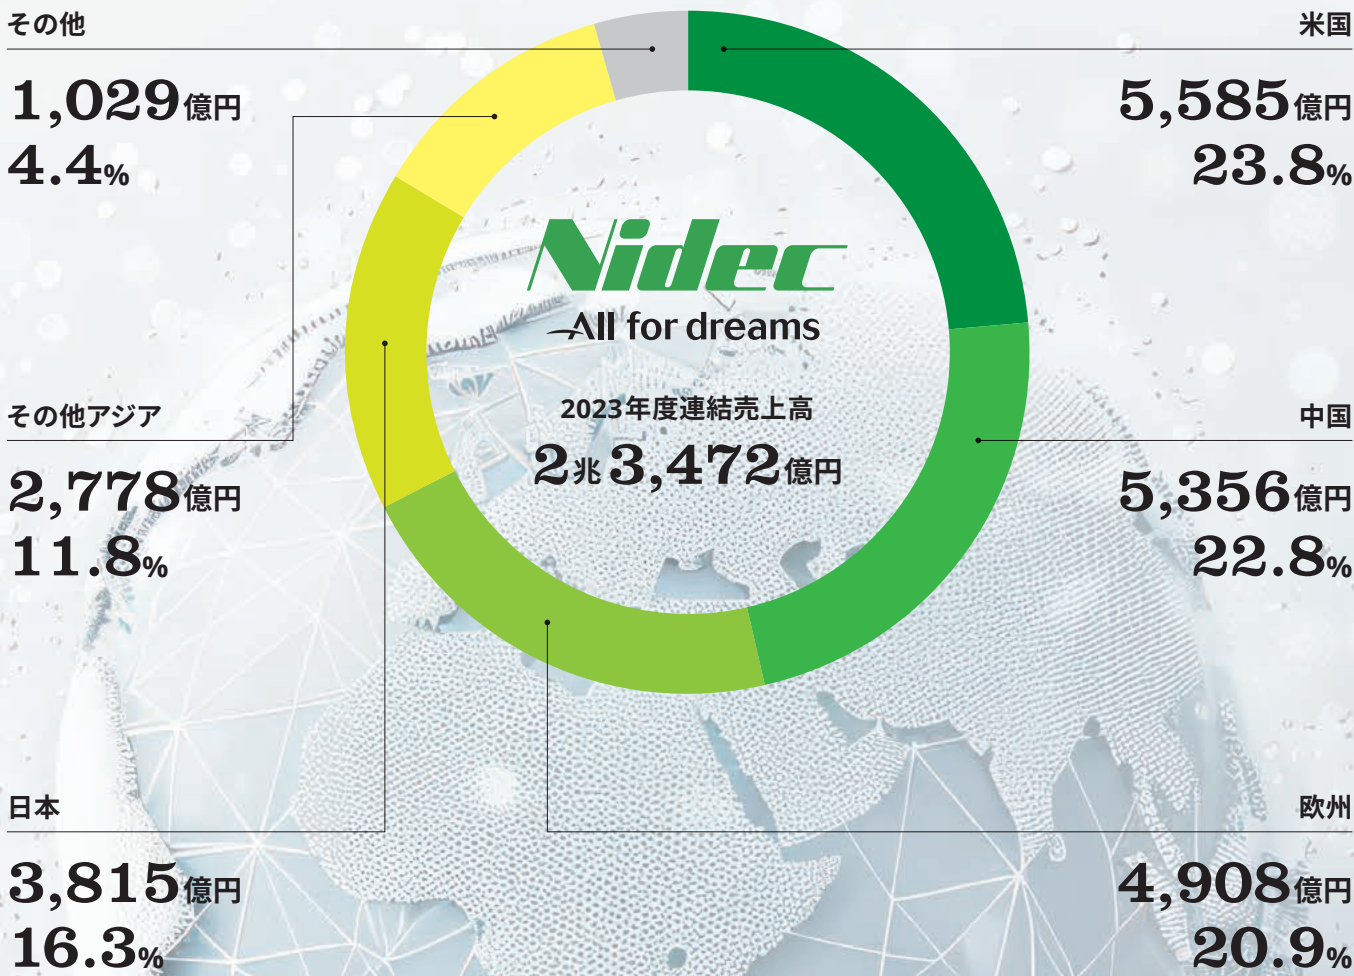 その他
1,029億円
4.4%
米国
5,585億円
23.8%
Nidec
All for dreams
2023年度連結売上高
2兆3,472億円
その他アジア
2,778億円
11.8%
中国
5,356億円
22.8%
日本
3,815億円
16.3%
欧州
4,908億円
20.9%